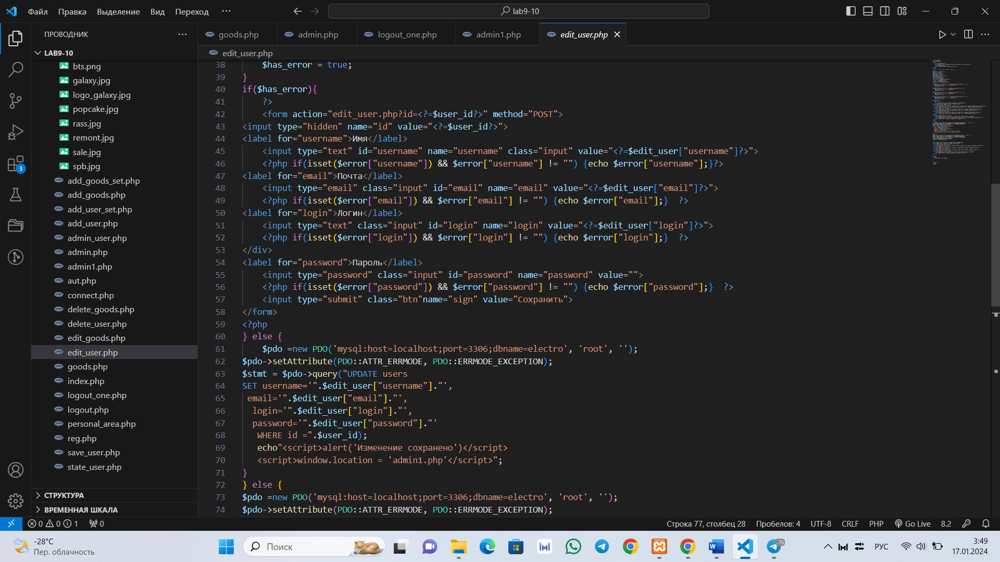 Файл Правка Выделение Вид Переход ··· lab9-10
ПРОВОДНИК ···
goods.php admin.php logout_one.php admin1.php edit_user.php
LAB9-10
edit_user.php
bts.png
galaxy.jpg
logo_galaxy.jpg
popcake.jpg
rass.jpg
remont.jpg
sale.jpg
spb.jpg
add_goods_set.php
add_goods.php
add_user_set.php
add_user.php
admin_user.php
admin.php
admin1.php
aut.php
connect.php
delete_goods.php
delete_user.php
edit_goods.php
edit_user.php
goods.php
index.php
logout_one.php
logout.php
personal_area.php
reg.php
save_user.php
state_user.php
СТРУКТУРА
ВРЕМЕННАЯ ШКАЛА
3
38 $has_error = true;
39 }
40 if($has_error){
41 ?>
42 <form action="edit_user.php?id=<?=$user_id?>" method="POST">
43 <input type="hidden" name="id" value="<?=$user_id?>">
44 <label for="username">Имя</label>
45 <input type="text" id="username" name="username" class="input" value="<?=$edit_user["username"]?>">
46 <?php if(isset($error["username"]) && $error["username"] != "") {echo $error["username"];}?>
47 <label for="email">Почта</label>
48 <input type="email" class="input" id="email" name="email" value="<?=$edit_user["email"]?>">
49 <?php if(isset($error["email"]) && $error["email"] != "") {echo $error["email"];}  ?>
50 <label for="login">Логин</label>
51 <input type="text" class="input" id="login" name="login" value="<?=$edit_user["login"]?>">
52 <?php if(isset($error["login"]) && $error["login"] != "") {echo $error["login"];}  ?>
53 </div>
54 <label for="password">Пароль</label>
55 <input type="password" class="input" id="password" name="password" value="">
56 <?php if(isset($error["password"]) && $error["password"] != "") {echo $error["password"];}  ?>
57 <input type="submit" class="btn"name="sign" value="Сохранить">
58 </form>
59 <?php
60 } else {
61 $pdo =new PDO('mysql:host=localhost;port=3306;dbname=electro', 'root', '');
62 $pdo->setAttribute(PDO::ATTR_ERRMODE, PDO::ERRMODE_EXCEPTION);
63 $stmt = $pdo->query("UPDATE users
64 SET username='".$edit_user["username"]."',
65 email='".$edit_user["email"]."',
66 login='".$edit_user["login"]."',
67 password='".$edit_user["password"]."'
68 WHERE id =".$user_id);
69 echo"<script>alert('Изменение сохранено')</script>
70 <script>window.location = 'admin1.php'</script>";
71 }
72 } else {
73 $pdo =new PDO('mysql:host=localhost;port=3306;dbname=electro', 'root', '');
74 $pdo->setAttribute(PDO::ATTR_ERRMODE, PDO::ERRMODE_EXCEPTION);
0 0 1 0 Строка 77, столбец 28 Пробелов: 4 UTF-8 CRLF PHP Go Live 8.2
-28°C
Пер. облачность
Поиск
76
РУС
3:49
17.01.2024